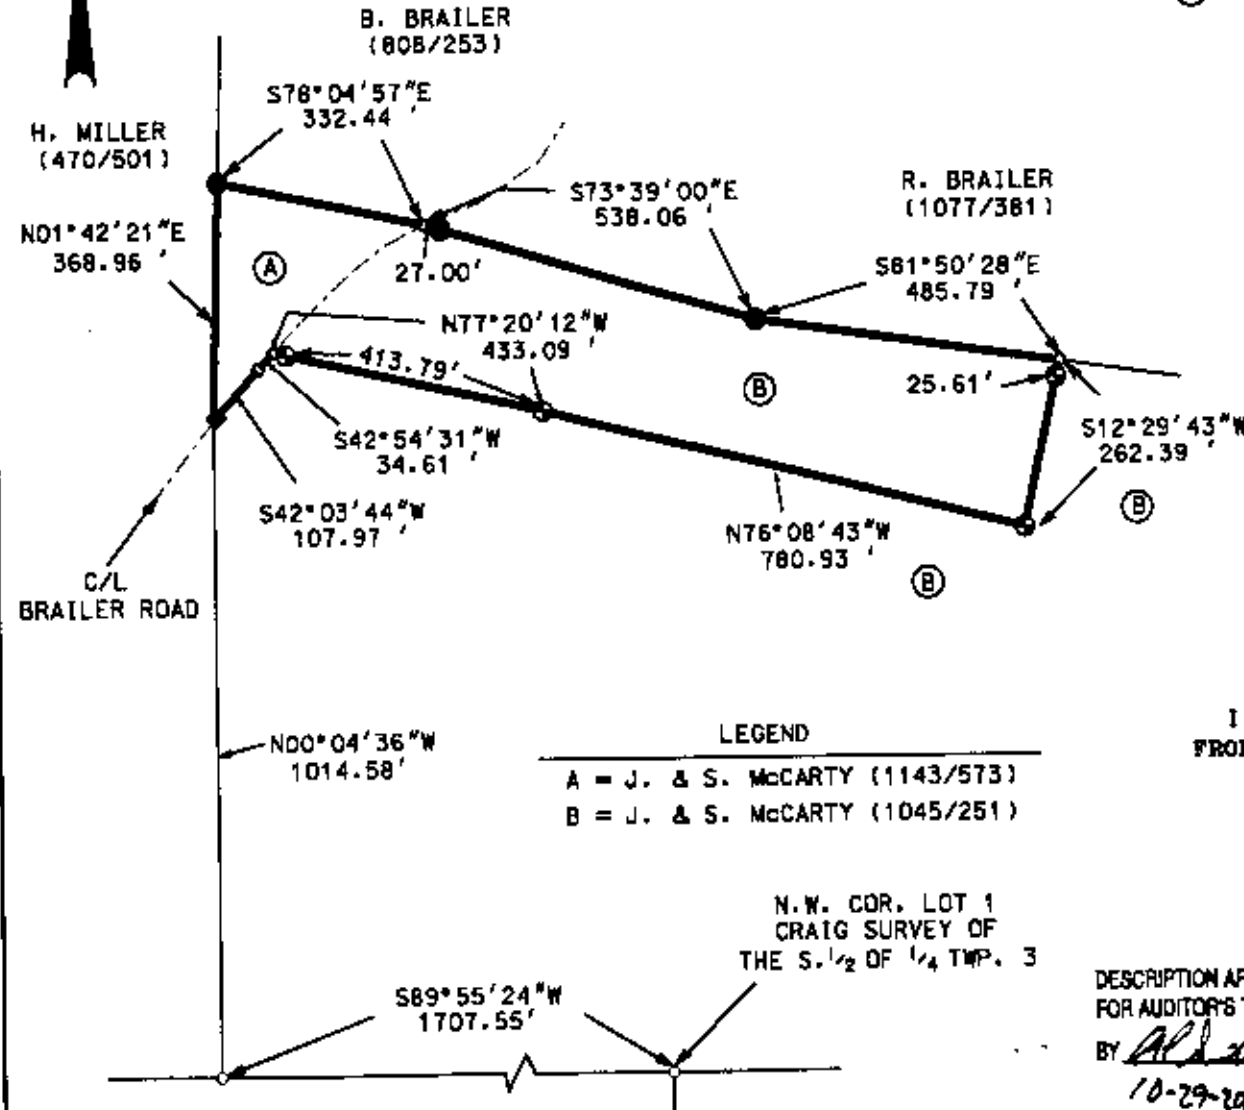 B. BRAILER
(808/253)
S78°04'57"E
332.44'
H. MILLER
(470/501)
S73°39'00"E
538.06'
R. BRAILER
(1077/381)
N01°42'21"E
368.96'
A
27.00'
S81°50'28"E
485.79'
N77°20'12"W
433.09'
413.79'
B
25.61'
S42°54'31"W
34.61'
S12°29'43"W
262.39'
S42°03'44"W
107.97'
B
N76°08'43"W
780.93'
B
C/L
BRAILER ROAD
N00°04'36"W
1014.58'
LEGEND
A = J. & S. McCARTY (1143/573)
B = J. & S. McCARTY (1045/251)
I
FRO
N.W. COR. LOT 1
CRAIG SURVEY OF
THE S.1/2 OF 1/4 TWP. 3
S89°55'24"W
1707.55'
DESCRIPTION AP
FOR AUDITOR'S
BY
10-29-20